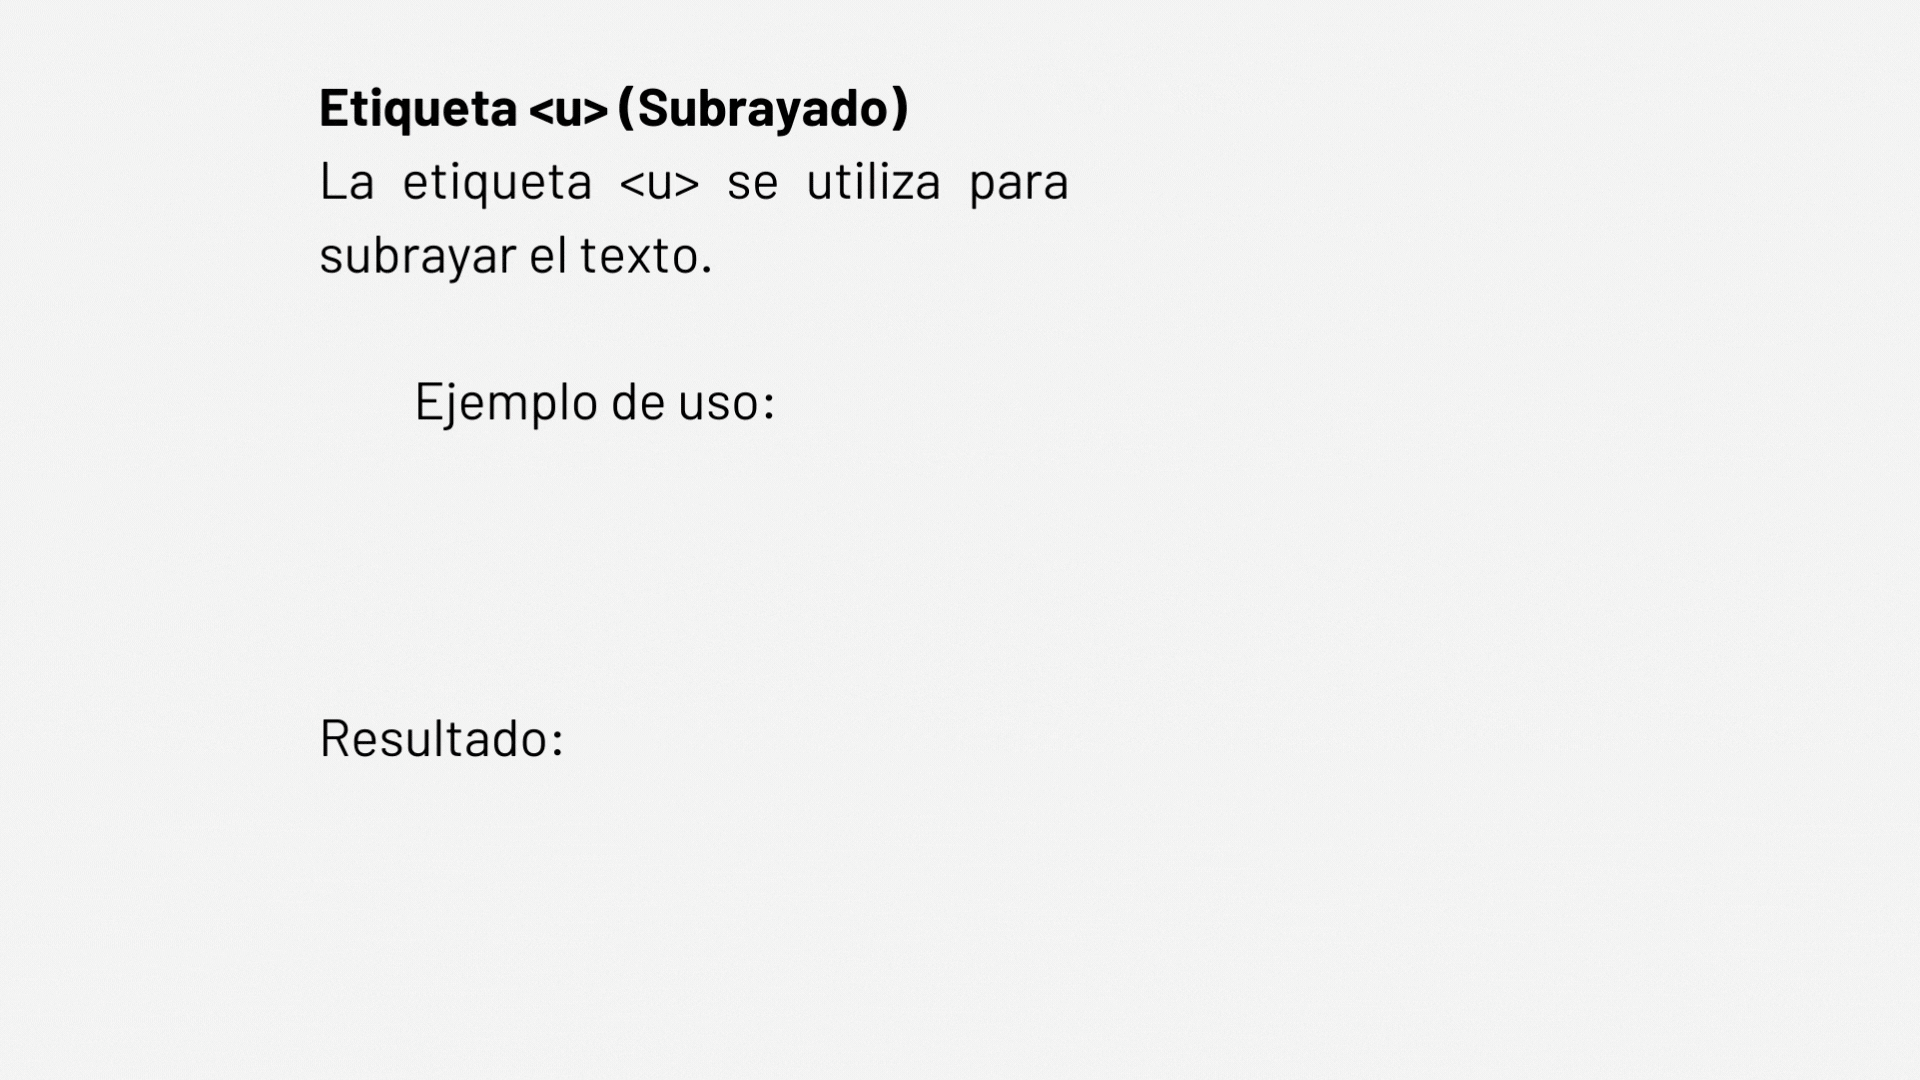 Etiqueta <u> (Subrayado)
La etiqueta <u> se utiliza para
subrayar el texto.
Ejemplo de uso:
Resultado: